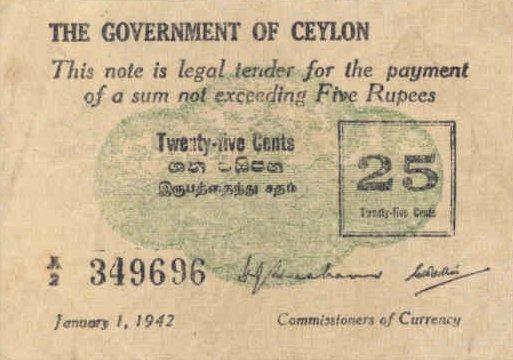 THE GOVERNMENT OF CEYLON
This note is legal tender for the payment
of a sum not exceeding Five Rupees
Twenty-five Cents
ශත විසිපහ
இருபத்தைந்து சதம்
25
Twenty-five Cents
2 349696
January 1, 1942
Commissioners of Currency